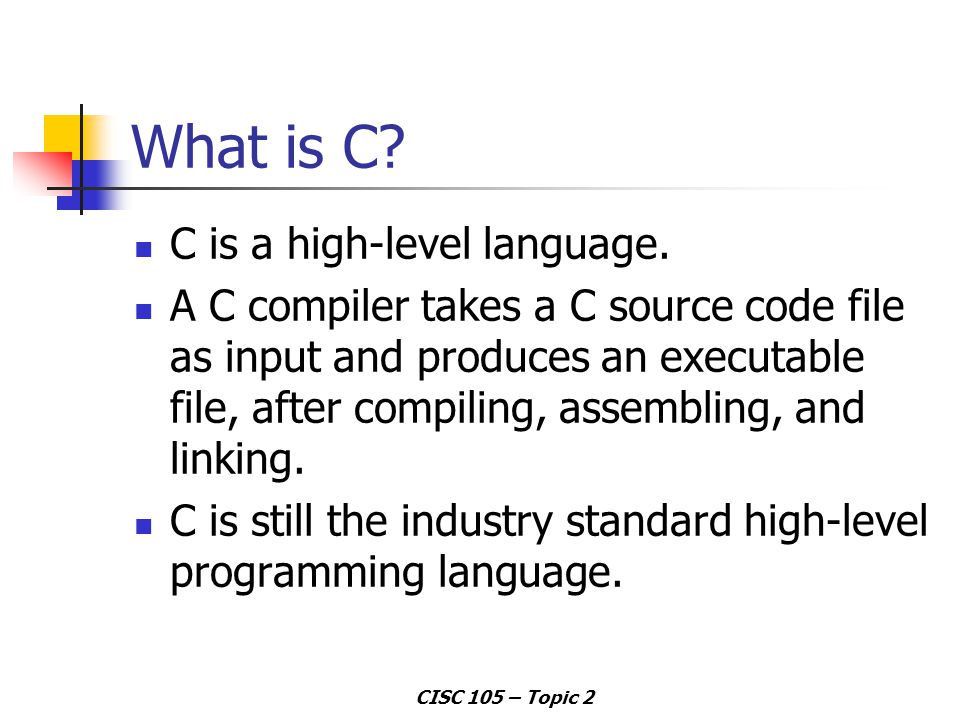 What is C?
C is a high-level language.
A C compiler takes a C source code file
as input and produces an executable
file, after compiling, assembling, and
linking.
C is still the industry standard high-level
programming language.
CISC 105 – Topic 2